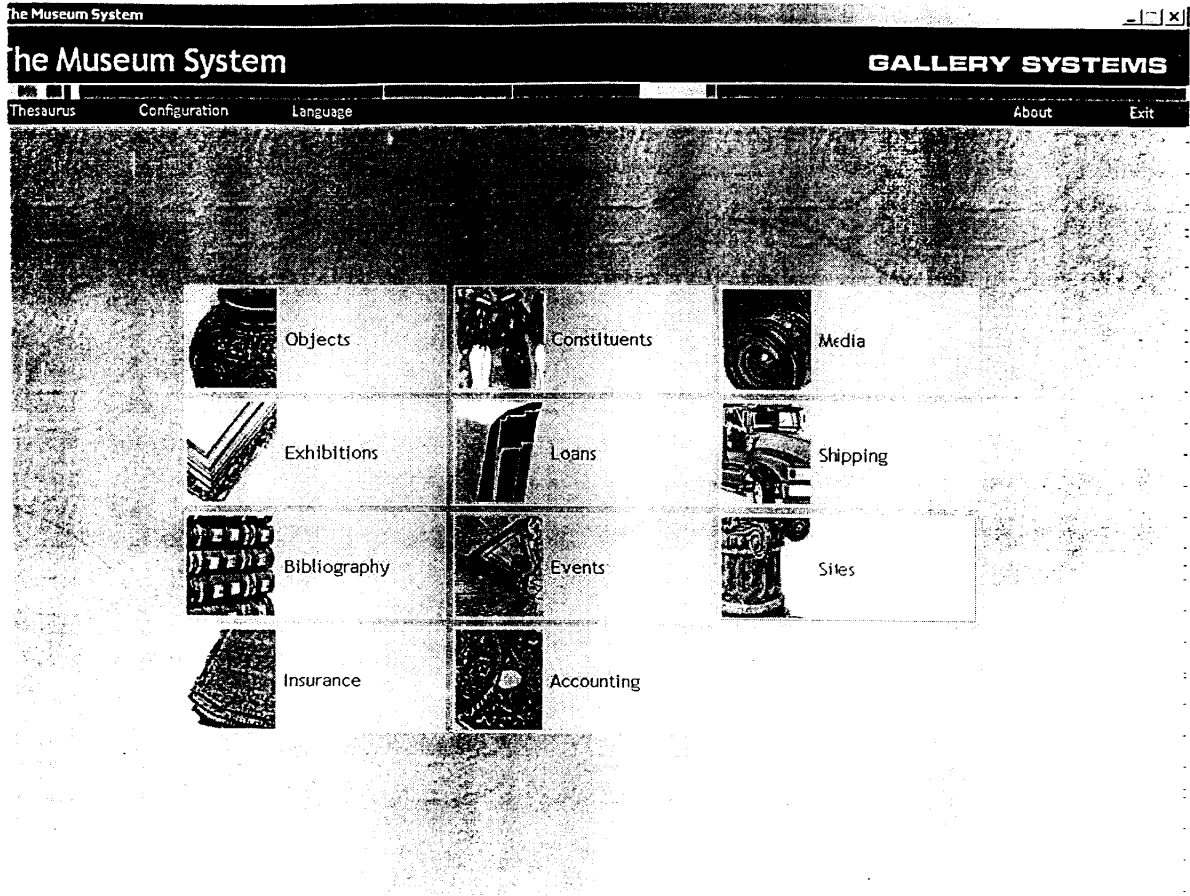 The Museum System
The Museum System GALLERY SYSTEMS
Thesaurus Configuration Language About Exit
Objects Constituents Media
Exhibitions Loans Shipping
Bibliography Events Sites
Insurance Accounting